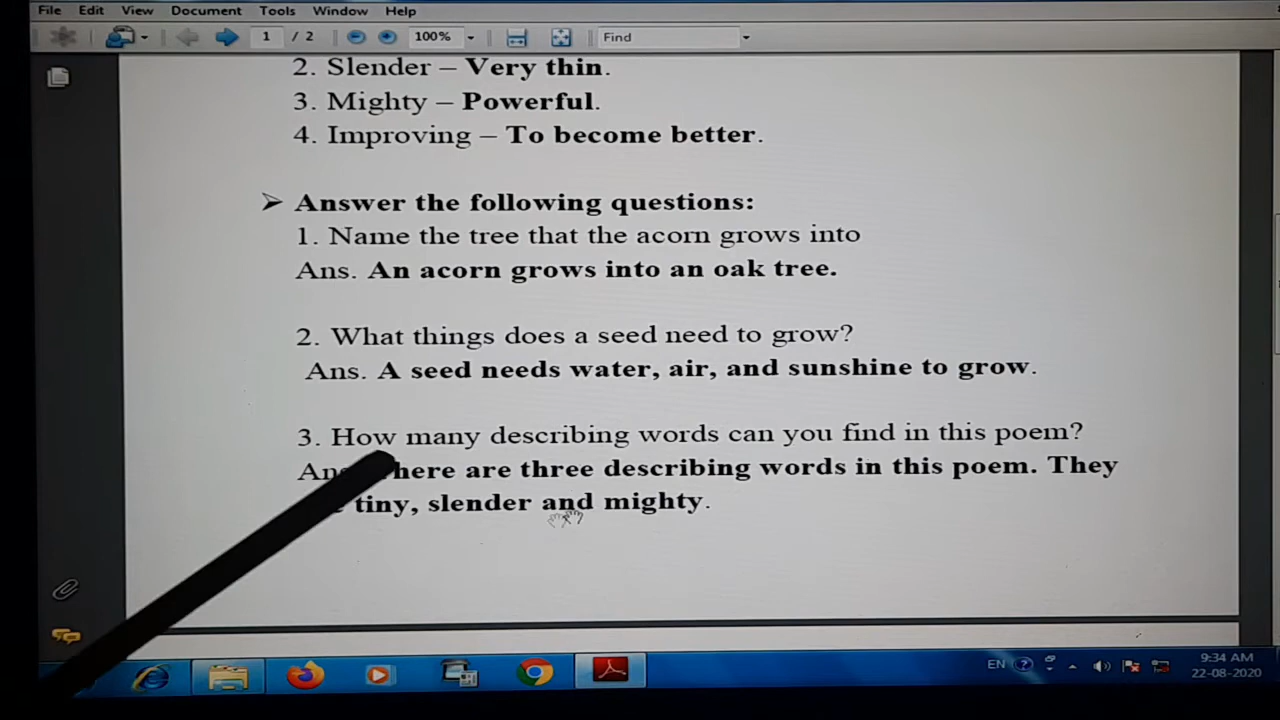 File Edit View Document Tools Window Help
1 / 2 100% Find
2. Slender – Very thin.
3. Mighty – Powerful.
4. Improving – To become better.
➢ Answer the following questions:
1. Name the tree that the acorn grows into
Ans. An acorn grows into an oak tree.
2. What things does a seed need to grow?
Ans. A seed needs water, air, and sunshine to grow.
3. How many describing words can you find in this poem?
are three describing words in this poem. They
tiny, slender and mighty.
EN 9:34 AM
22-08-2020